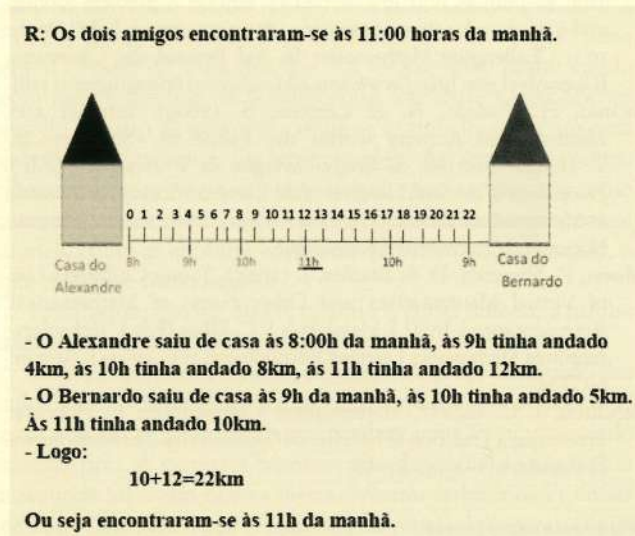 R: Os dois amigos encontraram-se às 11:00 horas da manhã.
0 1 2 3 4 5 6 7 8 9 10 11 12 13 14 15 16 17 18 19 20 21 22
8h 9h 10h 11h 10h 9h
Casa do
Alexandre
Casa do
Bernardo
- O Alexandre saiu de casa às 8:00h da manhã, às 9h tinha andado
4km, às 10h tinha andado 8km, ás 11h tinha andado 12km.
- O Bernardo saiu de casa às 9h da manhã, às 10h tinha andado 5km.
Às 11h tinha andado 10km.
- Logo:
10+12=22km
Ou seja encontraram-se às 11h da manhã.